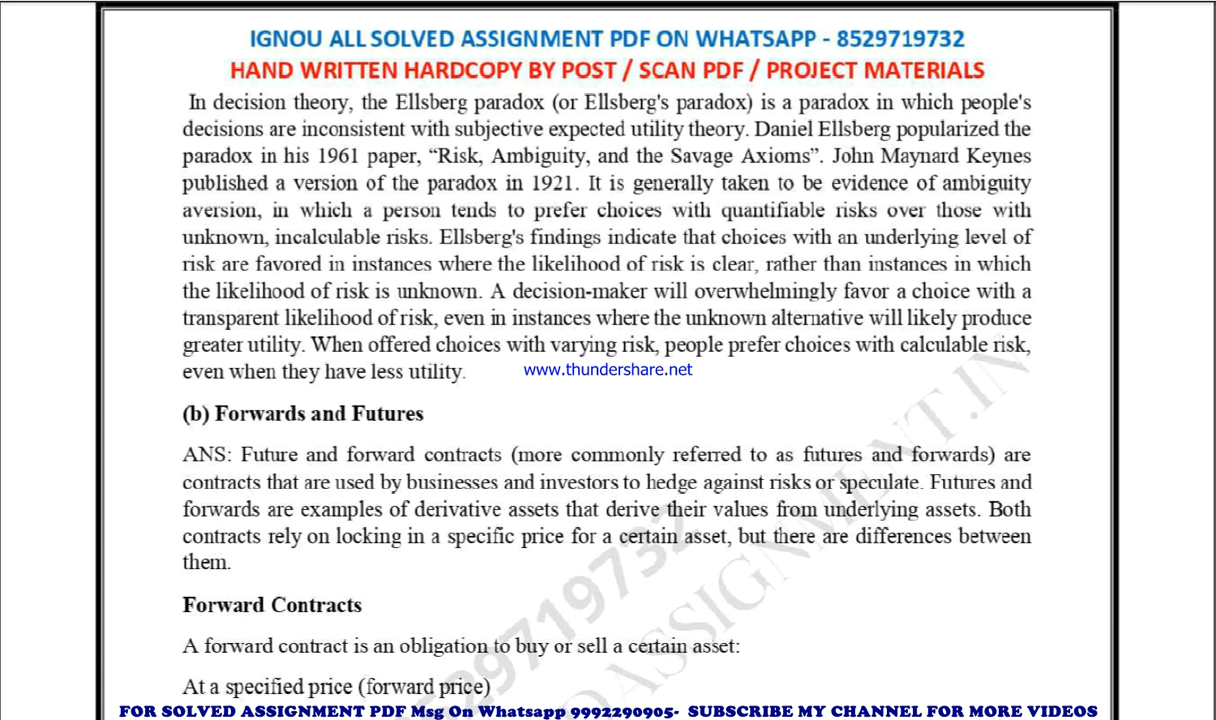 IGNOU ALL SOLVED ASSIGNMENT PDF ON WHATSAPP - 8529719732
HAND WRITTEN HARDCOPY BY POST / SCAN PDF / PROJECT MATERIALS
In decision theory, the Ellsberg paradox (or Ellsberg's paradox) is a paradox in which people's
decisions are inconsistent with subjective expected utility theory. Daniel Ellsberg popularized the
paradox in his 1961 paper, “Risk, Ambiguity, and the Savage Axioms”. John Maynard Keynes
published a version of the paradox in 1921. It is generally taken to be evidence of ambiguity
aversion, in which a person tends to prefer choices with quantifiable risks over those with
unknown, incalculable risks. Ellsberg's findings indicate that choices with an underlying level of
risk are favored in instances where the likelihood of risk is clear, rather than instances in which
the likelihood of risk is unknown. A decision-maker will overwhelmingly favor a choice with a
transparent likelihood of risk, even in instances where the unknown alternative will likely produce
greater utility. When offered choices with varying risk, people prefer choices with calculable risk,
even when they have less utility.
www.thundershare.net
(b) Forwards and Futures
ANS: Future and forward contracts (more commonly referred to as futures and forwards) are
contracts that are used by businesses and investors to hedge against risks or speculate. Futures and
forwards are examples of derivative assets that derive their values from underlying assets. Both
contracts rely on locking in a specific price for a certain asset, but there are differences between
them.
Forward Contracts
A forward contract is an obligation to buy or sell a certain asset:
At a specified price (forward price)
FOR SOLVED ASSIGNMENT PDF Msg On Whatsapp 9992290905- SUBSCRIBE MY CHANNEL FOR MORE VIDEOS